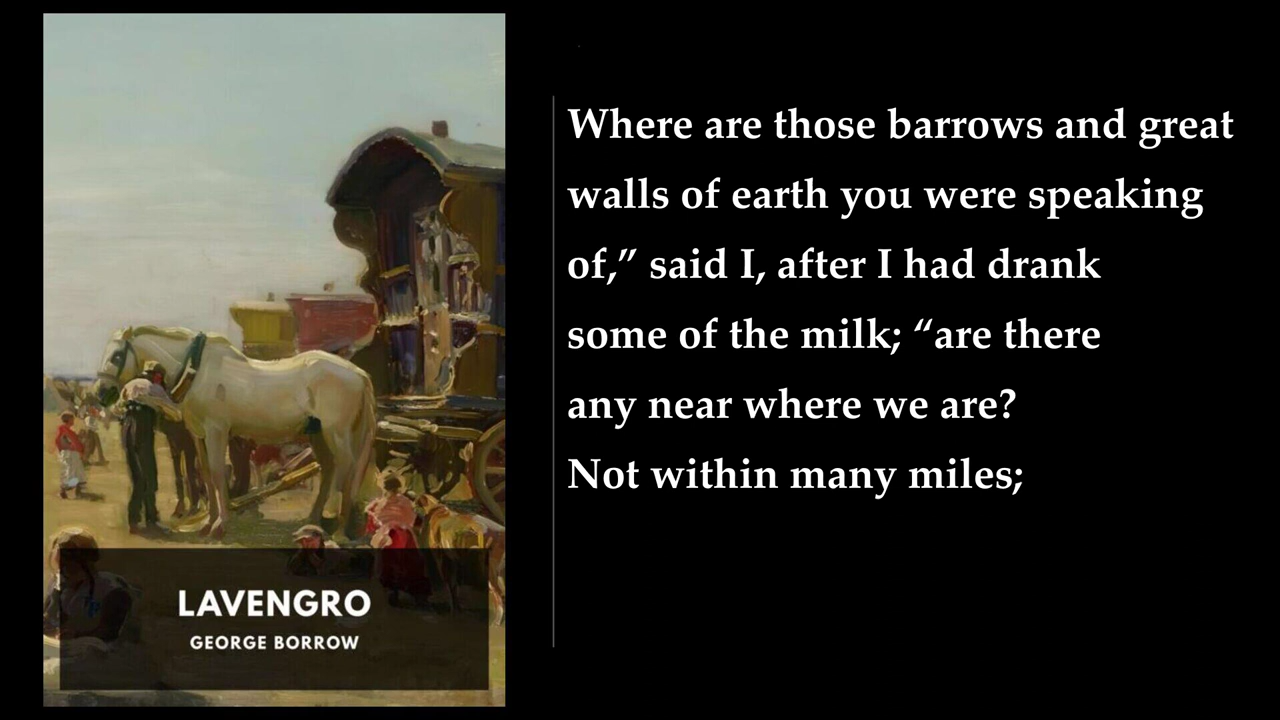 LAVENGRO
GEORGE BORROW
Where are those barrows and great
walls of earth you were speaking
of,” said I, after I had drank
some of the milk; “are there
any near where we are?
Not within many miles;